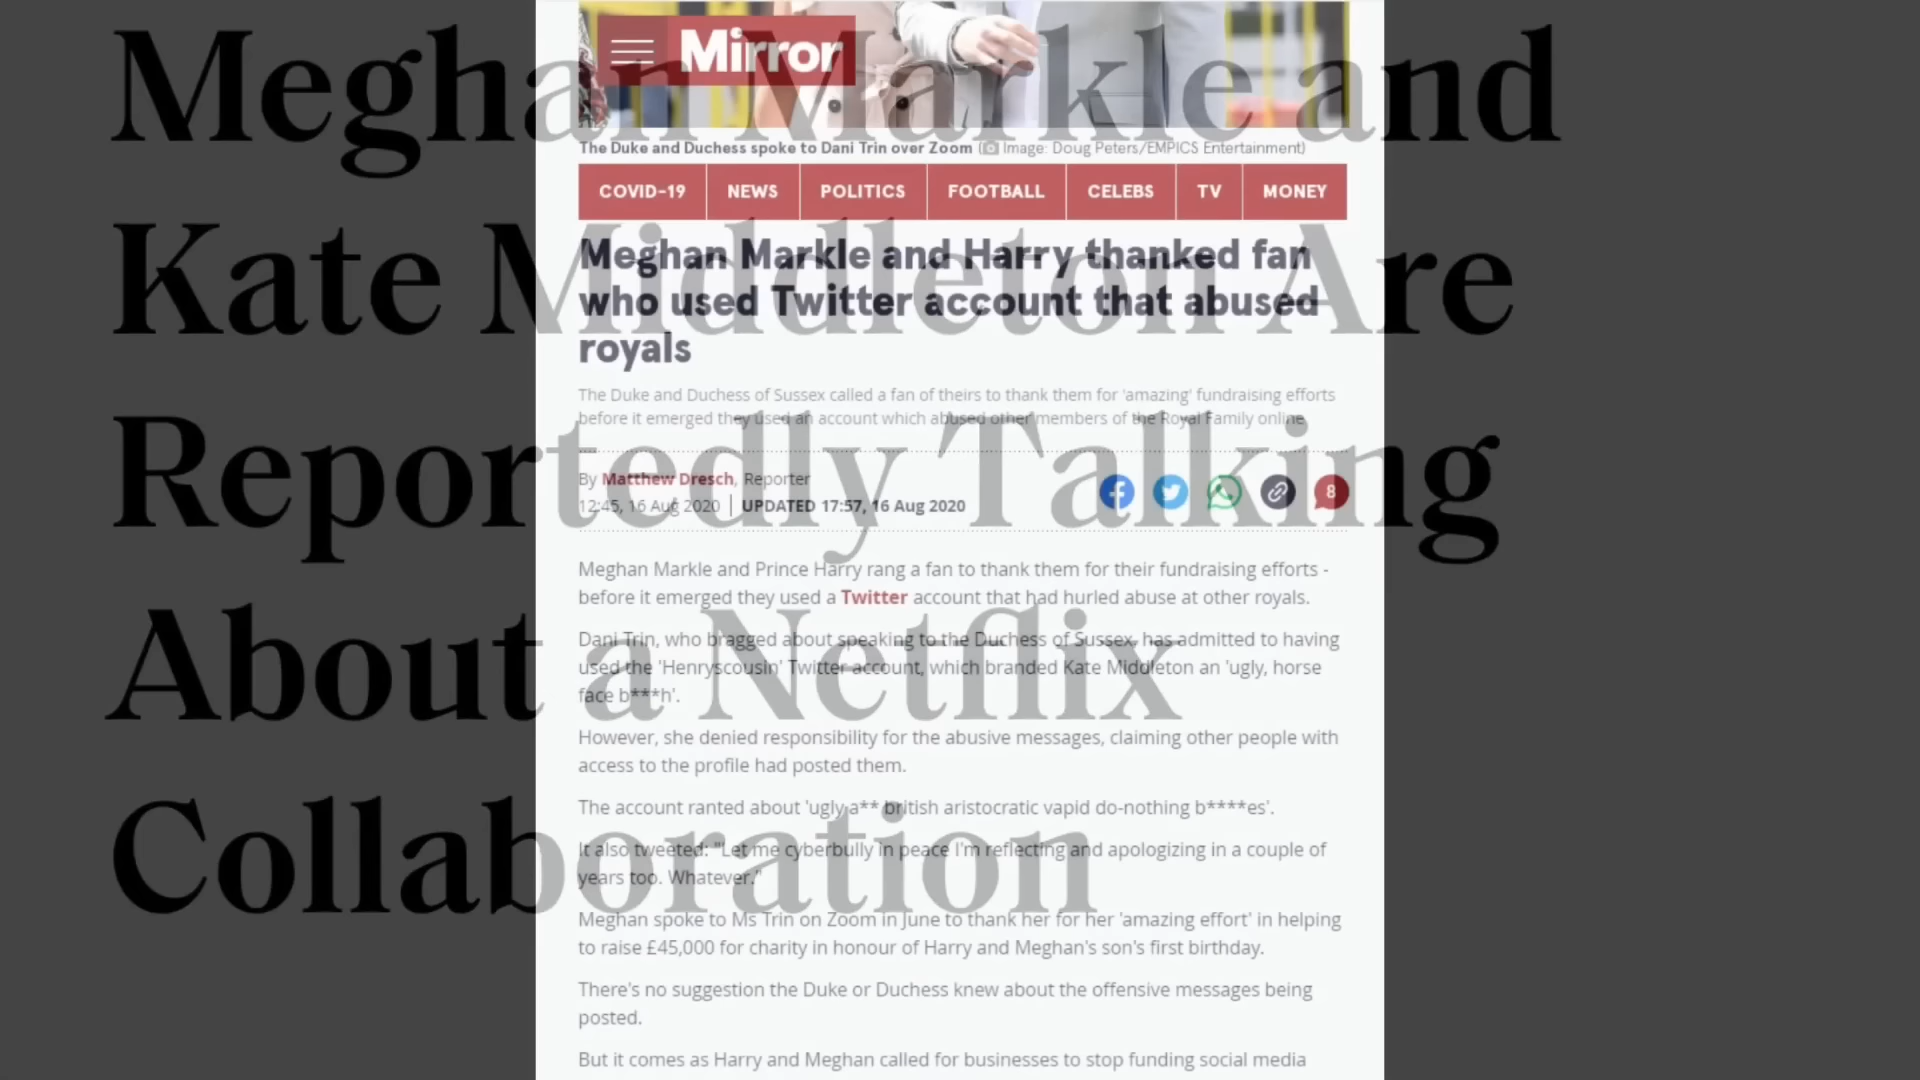 Meghan Markle and
Kate Middleton Are
Reportedly Talking
About a Netflix
Collaboration
Mirror
The Duke and Duchess spoke to Dani Trin over Zoom (Image: Doug Peters/EMPICS Entertainment)
COVID-19 NEWS POLITICS FOOTBALL CELEBS TV MONEY
Meghan Markle and Harry thanked fan
who used Twitter account that abused
royals
The Duke and Duchess of Sussex called a fan of theirs to thank them for 'amazing' fundraising efforts
before it emerged they used an account which abused other members of the Royal Family online
By Matthew Dresch, Reporter
12:45, 16 Aug 2020 | UPDATED 17:57, 16 Aug 2020
8
Meghan Markle and Prince Harry rang a fan to thank them for their fundraising efforts -
before it emerged they used a Twitter account that had hurled abuse at other royals.
Dani Trin, who bragged about speaking to the Duchess of Sussex, has admitted to having
used the 'Henryscousin' Twitter account, which branded Kate Middleton an 'ugly, horse
face b***h'.
However, she denied responsibility for the abusive messages, claiming other people with
access to the profile had posted them.
The account ranted about 'ugly a** british aristocratic vapid do-nothing b****es'.
It also tweeted: "Let me cyberbully in peace I'm reflecting and apologizing in a couple of
years too. Whatever."
Meghan spoke to Ms Trin on Zoom in June to thank her for her 'amazing effort' in helping
to raise £45,000 for charity in honour of Harry and Meghan's son's first birthday.
There's no suggestion the Duke or Duchess knew about the offensive messages being
posted.
But it comes as Harry and Meghan called for businesses to stop funding social media